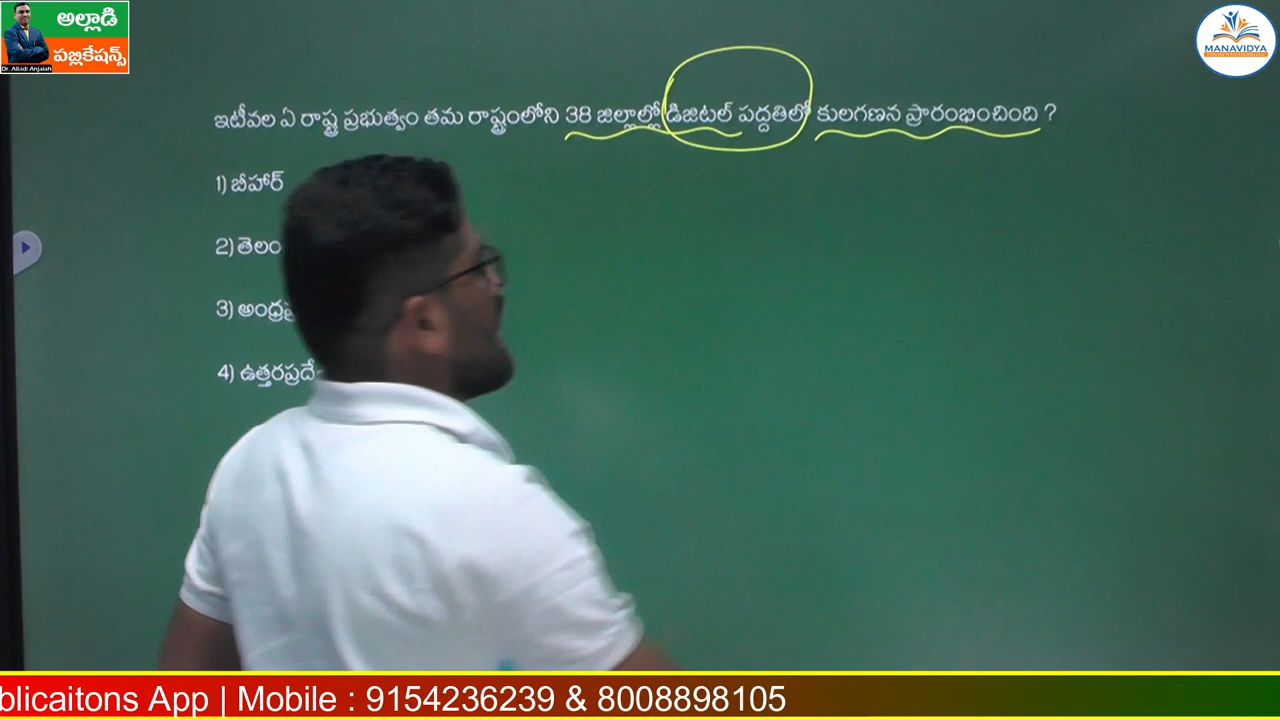 అల్లాడి
పబ్లికేషన్స్
Dr. Alladi Anjaiah
MANAVIDYA
ఇటీవల ఏ రాష్ట్ర ప్రభుత్వం తమ రాష్ట్రంలోని 38 జిల్లాల్లో డిజిటల్ పద్దతిలో కులగణన ప్రారంభించింది ?
1) బీహార్
2) తెలం
3) అంధ్ర
4) ఉత్తరప్రదే
blicaitons App | Mobile : 9154236239 & 8008898105